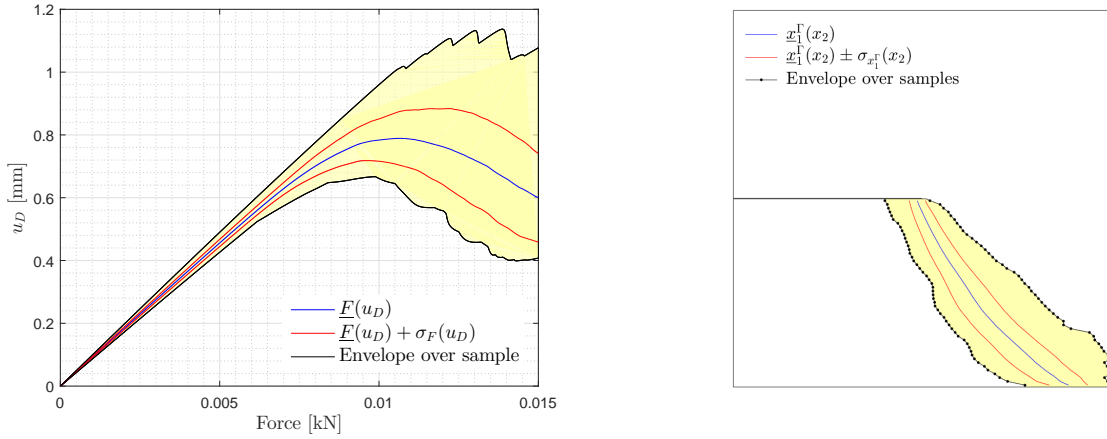 1.2
1
0.8
0.6
0.4
0.2
0
u_D [mm]
0
0.005
0.01
0.015
Force [kN]
F(u_D)
F(u_D) + σ_F(u_D)
Envelope over sample
x_1^Γ(x_2)
x_1^Γ(x_2) ± σ_{x_1^Γ}(x_2)
Envelope over samples